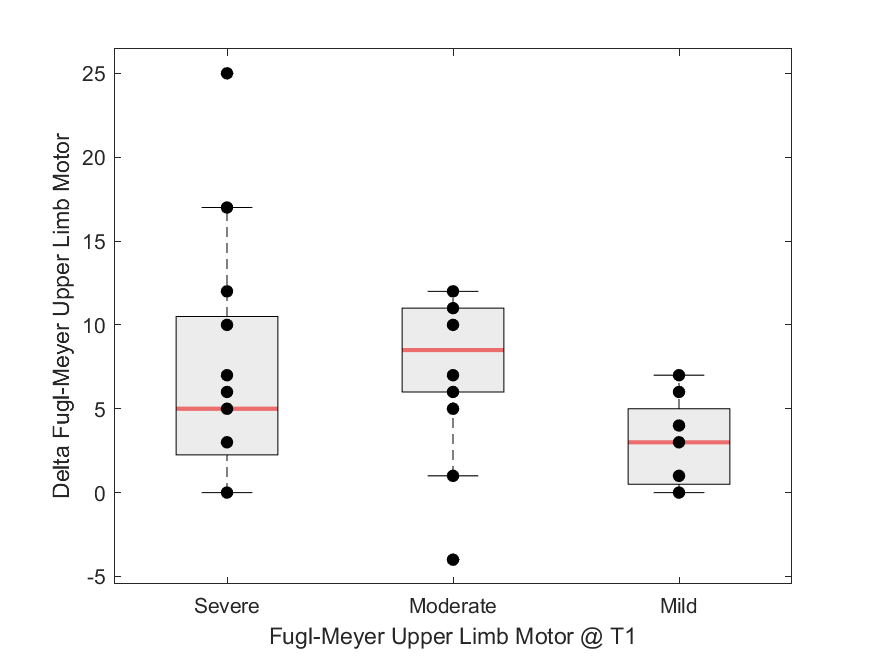 Delta Fugl-Meyer Upper Limb Motor
25
20
15
10
5
0
-5
Severe
Moderate
Mild
Fugl-Meyer Upper Limb Motor @ T1